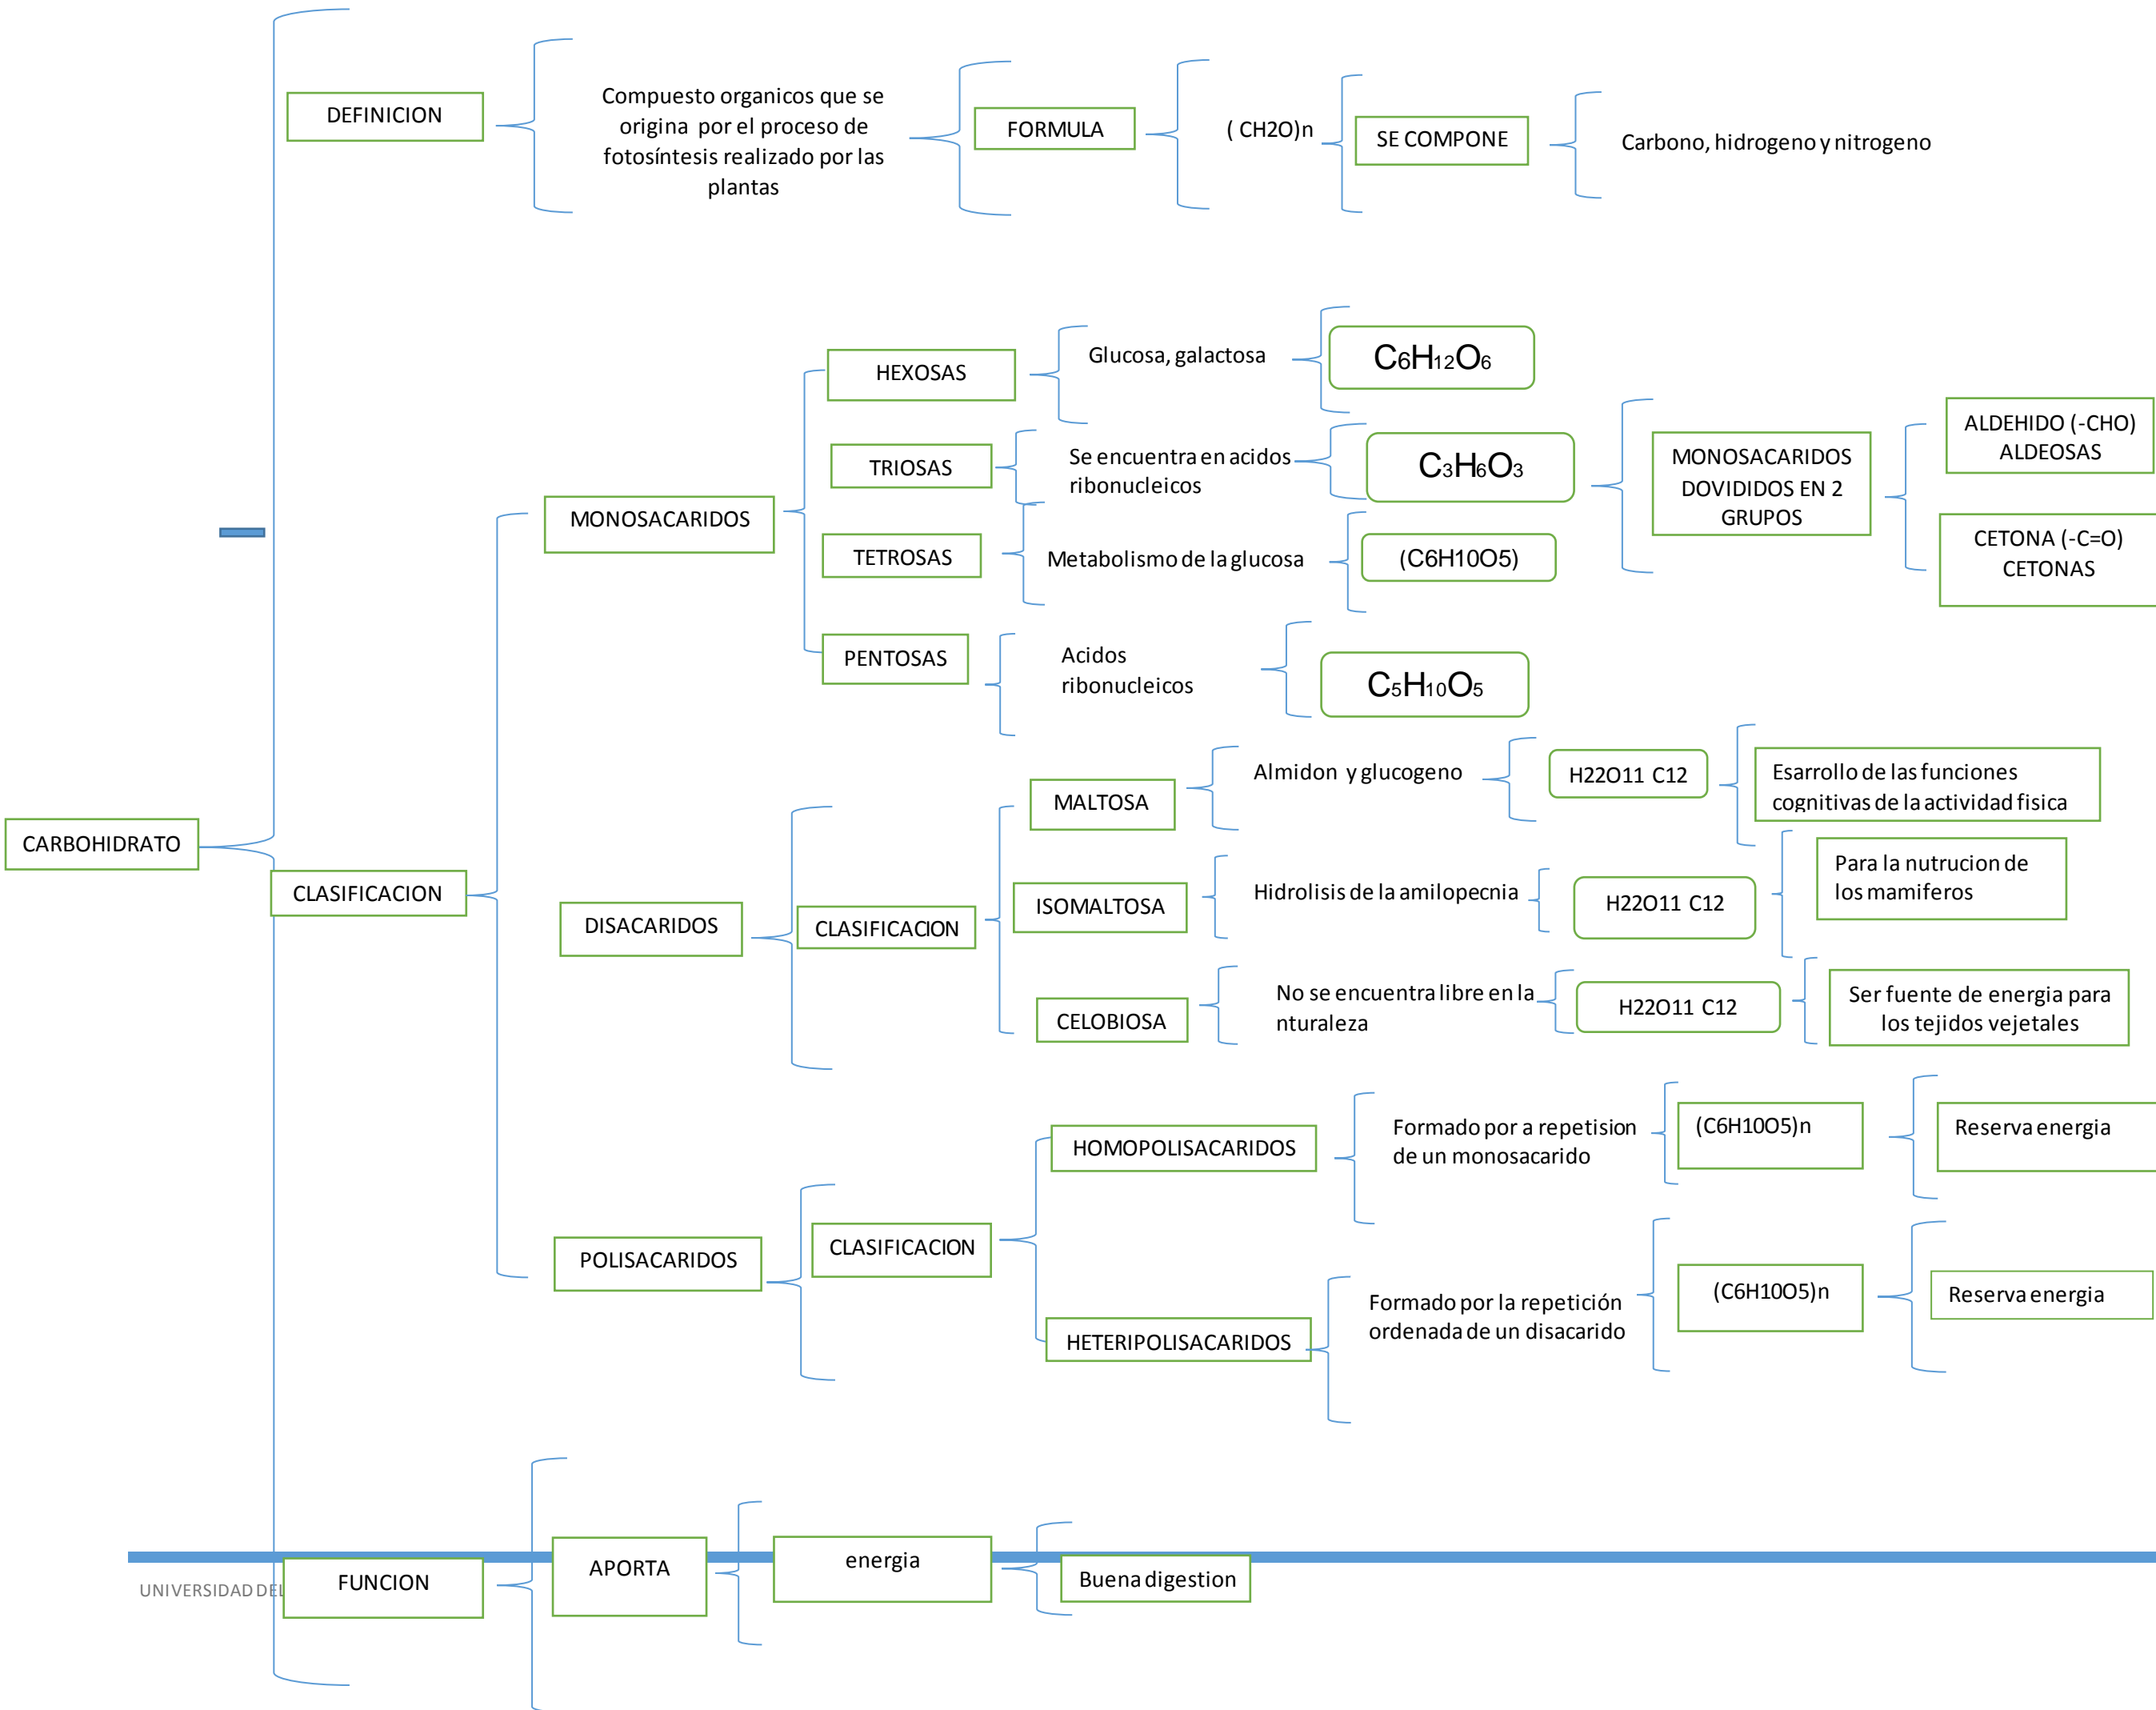 DEFINICION
Compuesto organicos que se
origina por el proceso de
fotosíntesis realizado por las
plantas
FORMULA
( CH2O)n
SE COMPONE
Carbono, hidrogeno y nitrogeno
CARBOHIDRATO
CLASIFICACION
MONOSACARIDOS
HEXOSAS
Glucosa, galactosa
C6H12O6
TRIOSAS
Se encuentra en acidos
ribonucleicos
C3H6O3
TETROSAS
Metabolismo de la glucosa
(C6H10O5)
PENTOSAS
Acidos
ribonucleicos
C5H10O5
MONOSACARIDOS
DOVIDIDOS EN 2
GRUPOS
ALDEHIDO (-CHO)
ALDEOSAS
CETONA (-C=O)
CETONAS
DISACARIDOS
CLASIFICACION
MALTOSA
Almidon y glucogeno
H22O11 C12
Esarrollo de las funciones
cognitivas de la actividad fisica
ISOMALTOSA
Hidrolisis de la amilopecnia
H22O11 C12
Para la nutrucion de
los mamiferos
CELOBIOSA
No se encuentra libre en la
nturaleza
H22O11 C12
Ser fuente de energia para
los tejidos vejetales
POLISACARIDOS
CLASIFICACION
HOMOPOLISACARIDOS
Formado por a repetision
de un monosacarido
(C6H10O5)n
Reserva energia
HETERIPOLISACARIDOS
Formado por la repetición
ordenada de un disacarido
(C6H10O5)n
Reserva energia
FUNCION
APORTA
energia
Buena digestion
UNIVERSIDAD DEL